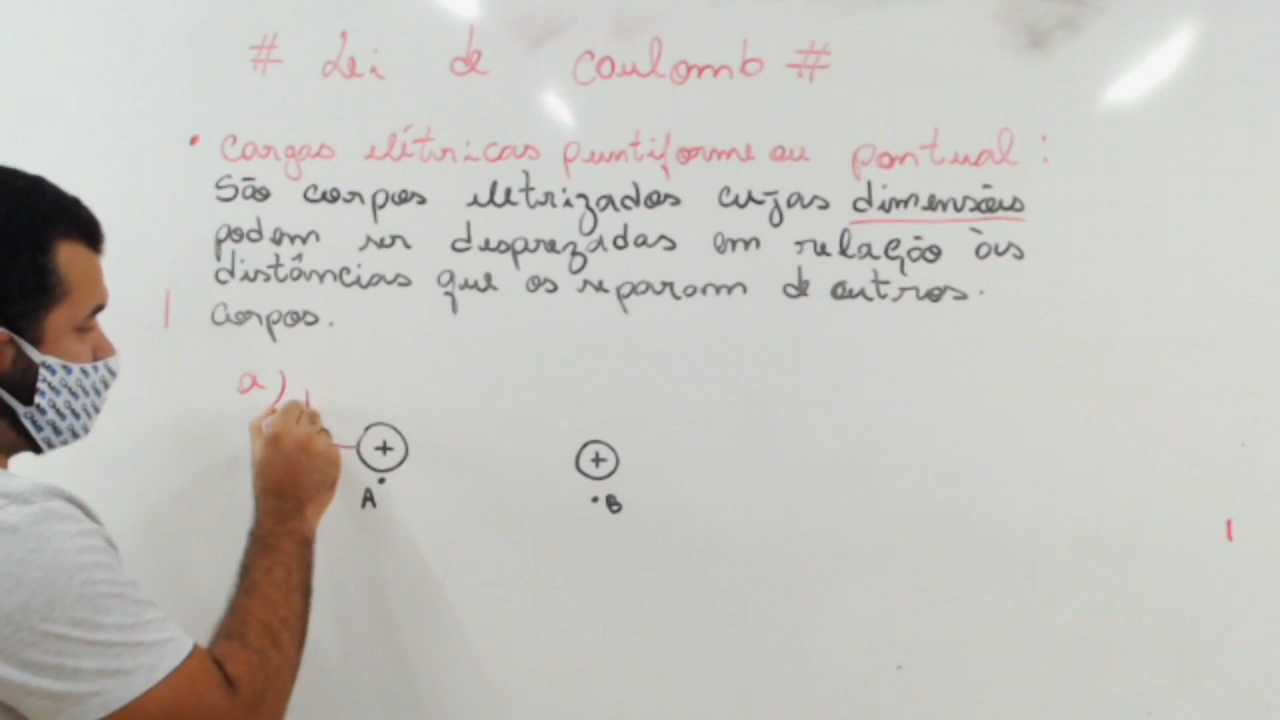 # Lei de coulomb #
• cargas elétricas puntiforme ou pontual :
São corpos eletrizados cujas dimensões
podem ser desprezadas em relação às
distâncias que os separam de outros.
corpos.
a)
+ +
A B